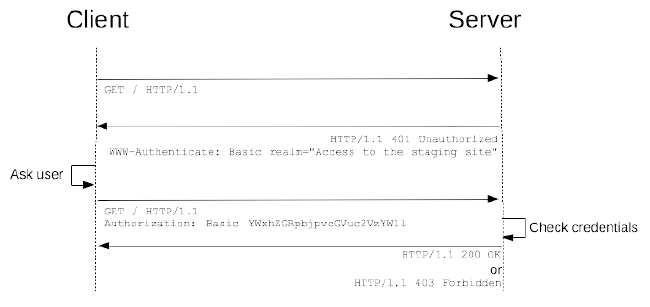 Client
Server
GET / HTTP/1.1
HTTP/1.1 401 Unauthorized
WWW-Authenticate: Basic realm="Access to the staging site"
Ask user
GET / HTTP/1.1
Authorization: Basic YWxhZGRpbjpvcGVuc2VzYW1l
Check credentials
HTTP/1.1 200 OK
or
HTTP/1.1 403 Forbidden